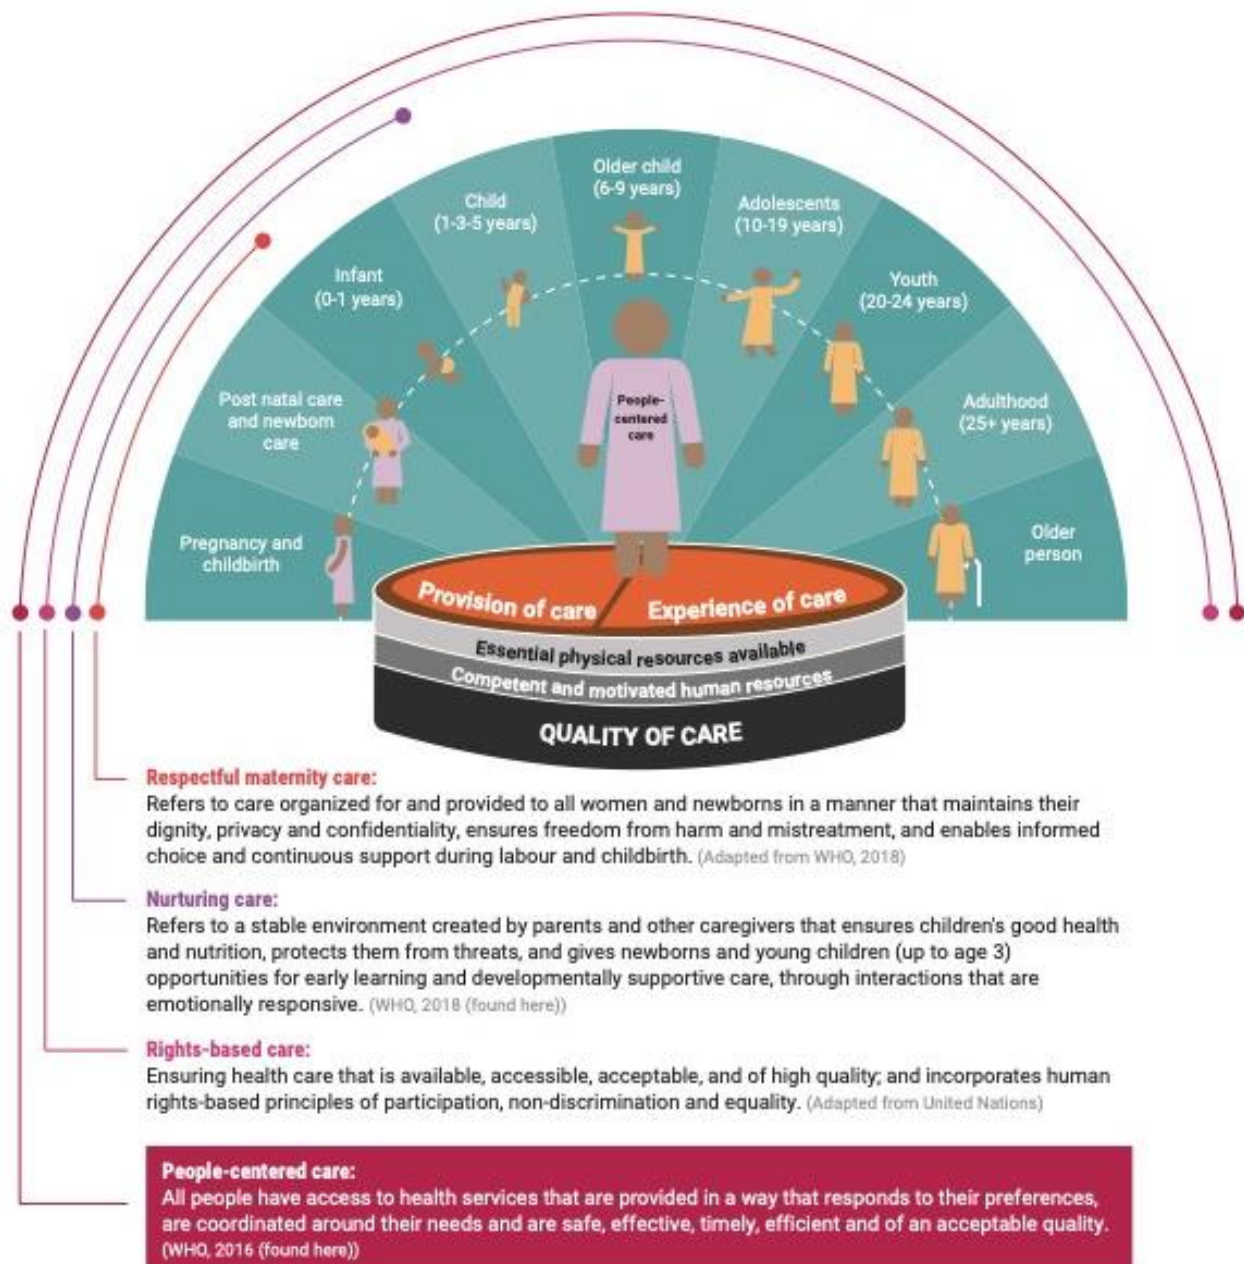 Older child
(6-9 years)
Child
(1-3-5 years)
Adolescents
(10-19 years)
Infant
(0-1 years)
Youth
(20-24 years)
Post natal care
and newborn
care
People-
centered
care
Adulthood
(25+ years)
Pregnancy and
childbirth
Older
person
Provision of care
Experience of care
Essential physical resources available
Competent and motivated human resources
QUALITY OF CARE
Respectful maternity care:
Refers to care organized for and provided to all women and newborns in a manner that maintains their
dignity, privacy and confidentiality, ensures freedom from harm and mistreatment, and enables informed
choice and continuous support during labour and childbirth. (Adapted from WHO, 2018)
Nurturing care:
Refers to a stable environment created by parents and other caregivers that ensures children's good health
and nutrition, protects them from threats, and gives newborns and young children (up to age 3)
opportunities for early learning and developmentally supportive care, through interactions that are
emotionally responsive. (WHO, 2018 (found here))
Rights-based care:
Ensuring health care that is available, accessible, acceptable, and of high quality; and incorporates human
rights-based principles of participation, non-discrimination and equality. (Adapted from United Nations)
People-centered care:
All people have access to health services that are provided in a way that responds to their preferences,
are coordinated around their needs and are safe, effective, timely, efficient and of an acceptable quality.
(WHO, 2016 (found here))